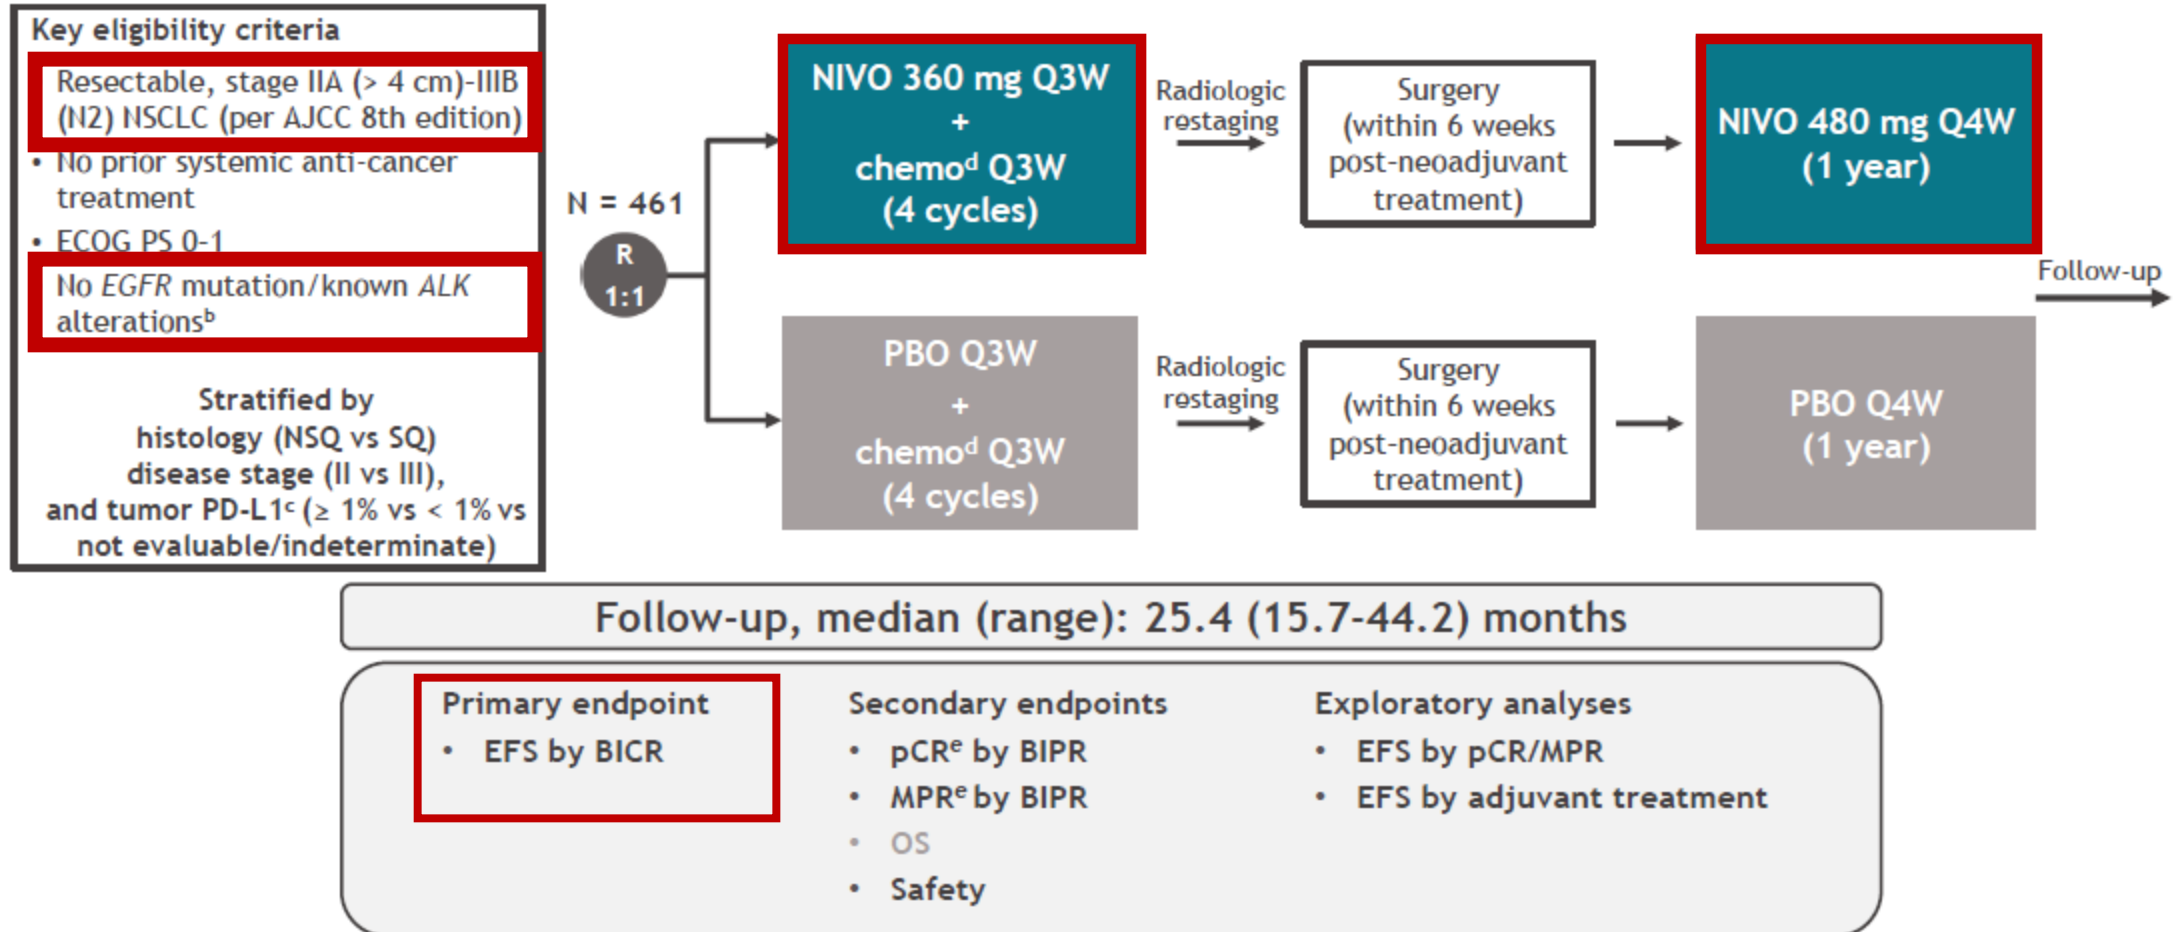 Key eligibility criteria
Resectable, stage IIA (> 4 cm)-IIIB
(N2) NSCLC (per AJCC 8th edition)
• No prior systemic anti-cancer
treatment
• ECOG PS 0-1
No EGFR mutation/known ALK
alterationsᵇ
Stratified by
histology (NSQ vs SQ)
disease stage (II vs III),
and tumor PD-L1ᶜ (≥ 1% vs < 1% vs
not evaluable/indeterminate)
N = 461
R
1:1
NIVO 360 mg Q3W
+
chemoᵈ Q3W
(4 cycles)
Radiologic
restaging
Surgery
(within 6 weeks
post-neoadjuvant
treatment)
NIVO 480 mg Q4W
(1 year)
PBO Q3W
+
chemoᵈ Q3W
(4 cycles)
Radiologic
restaging
Surgery
(within 6 weeks
post-neoadjuvant
treatment)
PBO Q4W
(1 year)
Follow-up
Follow-up, median (range): 25.4 (15.7-44.2) months
Primary endpoint
• EFS by BICR
Secondary endpoints
• pCRᵉ by BIPR
• MPRᵉ by BIPR
• OS
• Safety
Exploratory analyses
• EFS by pCR/MPR
• EFS by adjuvant treatment